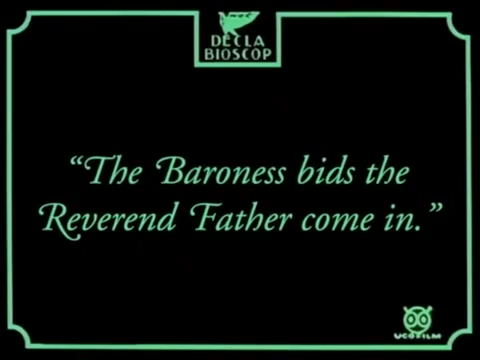 DECLA
BIOSCOP
“The Baroness bids the
Reverend Father come in.”
UCOFILM